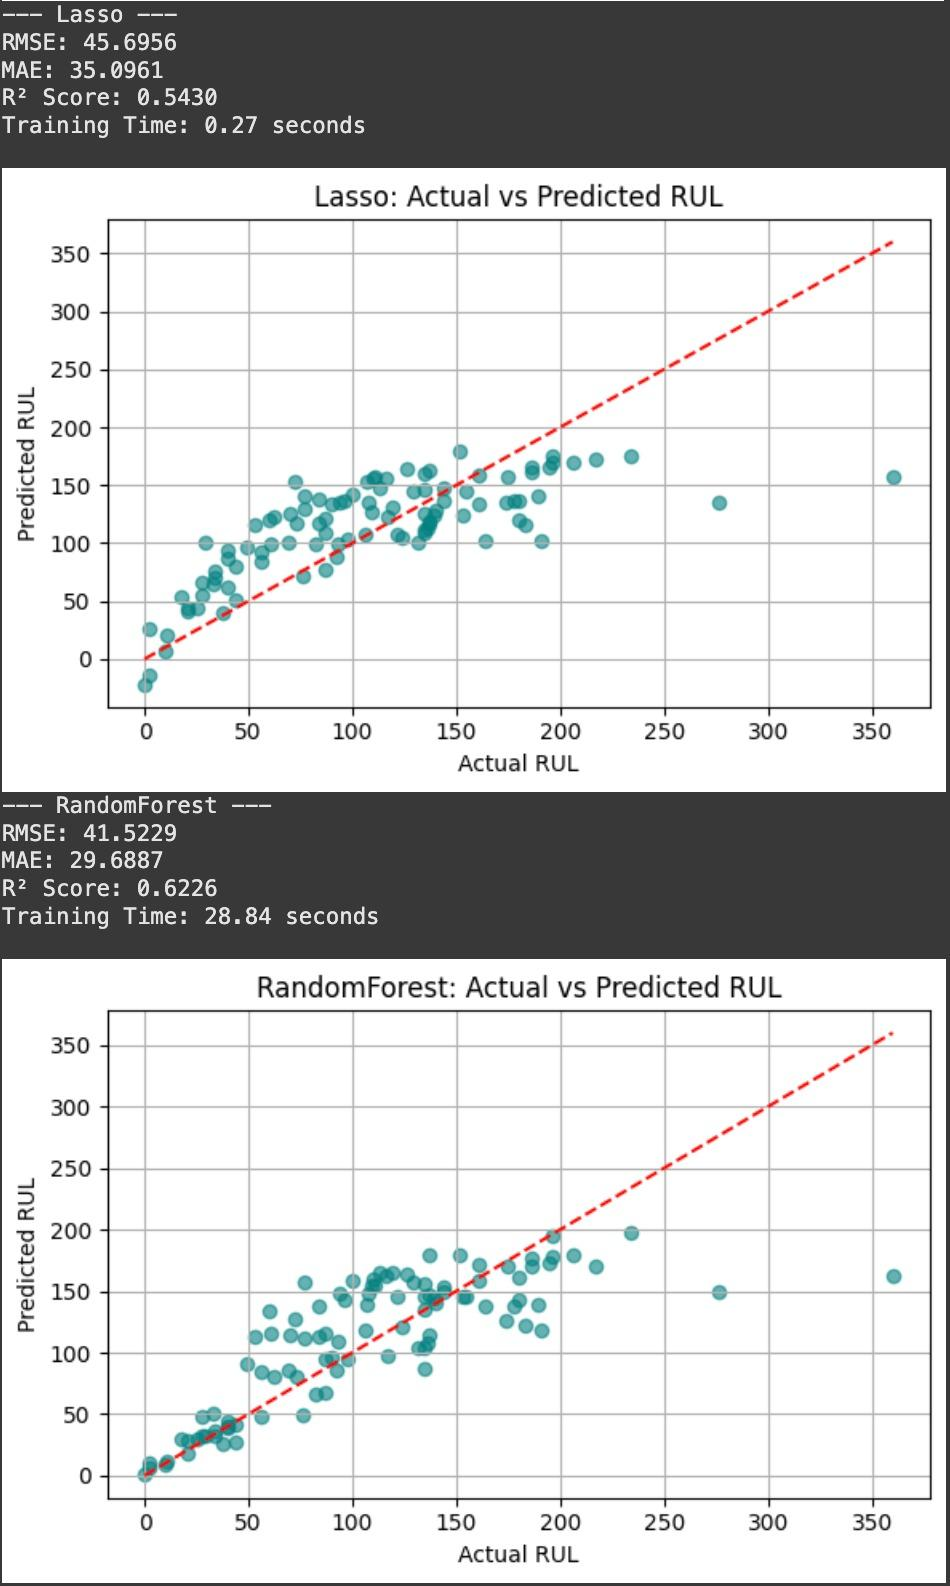 --- Lasso ---
RMSE: 45.6956
MAE: 35.0961
R² Score: 0.5430
Training Time: 0.27 seconds
Lasso: Actual vs Predicted RUL
350
300
250
200
150
100
50
0
Predicted RUL
0 50 100 150 200 250 300 350
Actual RUL
--- RandomForest ---
RMSE: 41.5229
MAE: 29.6887
R² Score: 0.6226
Training Time: 28.84 seconds
RandomForest: Actual vs Predicted RUL
350
300
250
200
150
100
50
0
Predicted RUL
0 50 100 150 200 250 300 350
Actual RUL